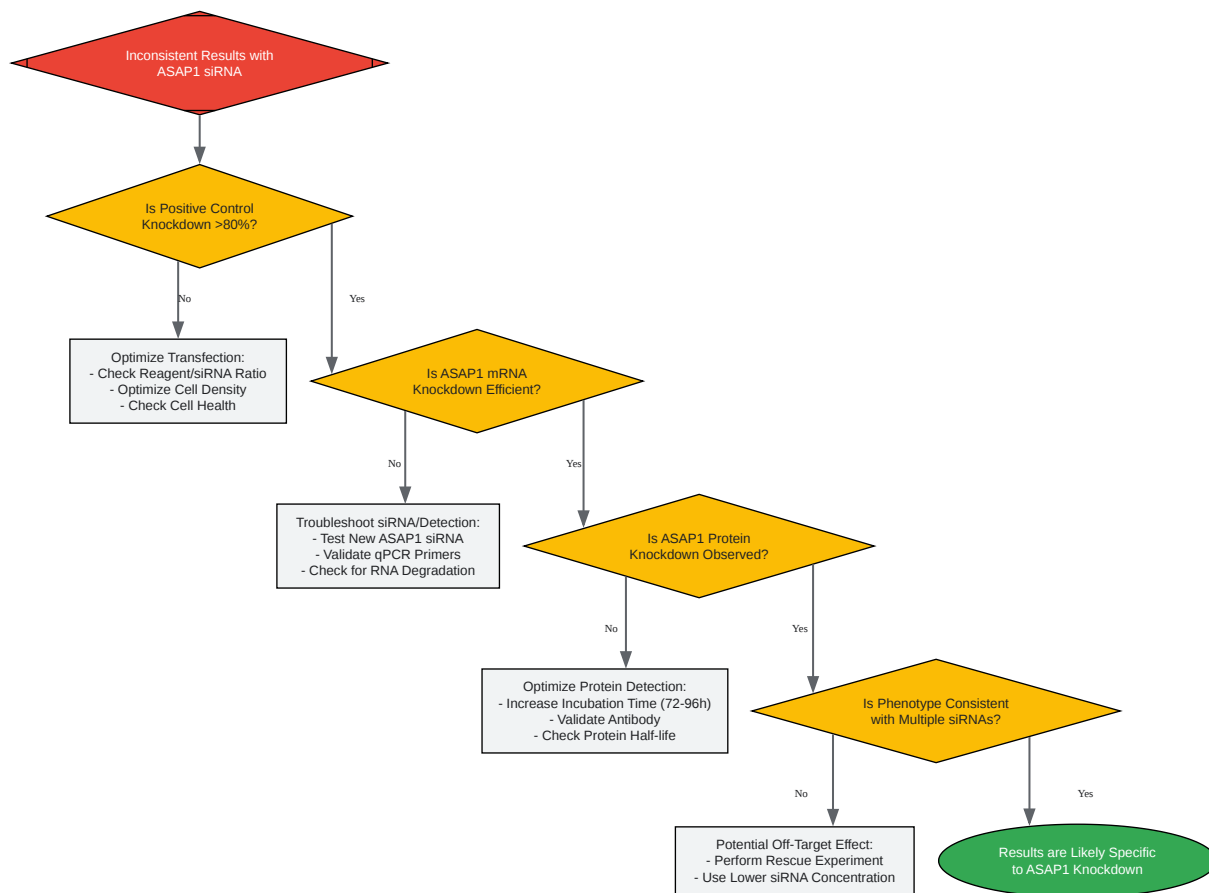 Inconsistent Results with
ASAP1 siRNA
Is Positive Control
Knockdown >80%?
No
Yes
Optimize Transfection:
- Check Reagent/siRNA Ratio
- Optimize Cell Density
- Check Cell Health
Is ASAP1 mRNA
Knockdown Efficient?
No
Yes
Troubleshoot siRNA/Detection:
- Test New ASAP1 siRNA
- Validate qPCR Primers
- Check for RNA Degradation
Is ASAP1 Protein
Knockdown Observed?
No
Yes
Optimize Protein Detection:
- Increase Incubation Time (72-96h)
- Validate Antibody
- Check Protein Half-life
Is Phenotype Consistent
with Multiple siRNAs?
No
Yes
Potential Off-Target Effect:
- Perform Rescue Experiment
- Use Lower siRNA Concentration
Results are Likely Specific
to ASAP1 Knockdown